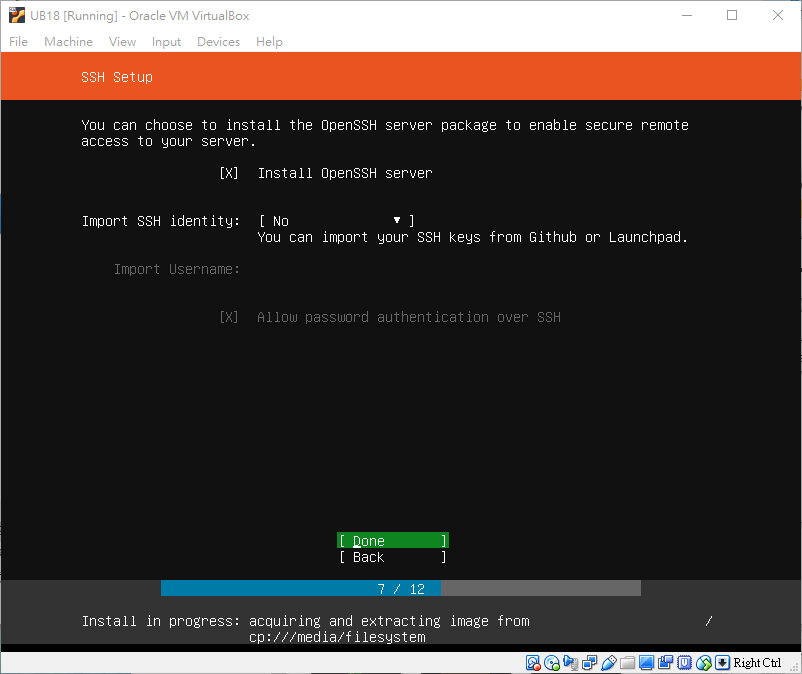 UB18 [Running] - Oracle VM VirtualBox
File Machine View Input Devices Help
SSH Setup
You can choose to install the OpenSSH server package to enable secure remote
access to your server.
[X] Install OpenSSH server
Import SSH identity: [ No ▾ ]
You can import your SSH keys from Github or Launchpad.
Import Username:
[X] Allow password authentication over SSH
[ Done ]
[ Back ]
7 / 12
Install in progress: acquiring and extracting image from /
cp:///media/filesystem
Right Ctrl